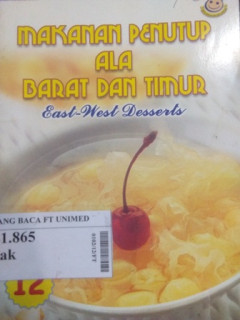 MAKANAN PENUTUP
ALA
BARAT DAN TIMUR
East-West Desserts
ANG BACA FT UNIMED
1.865
ak
12